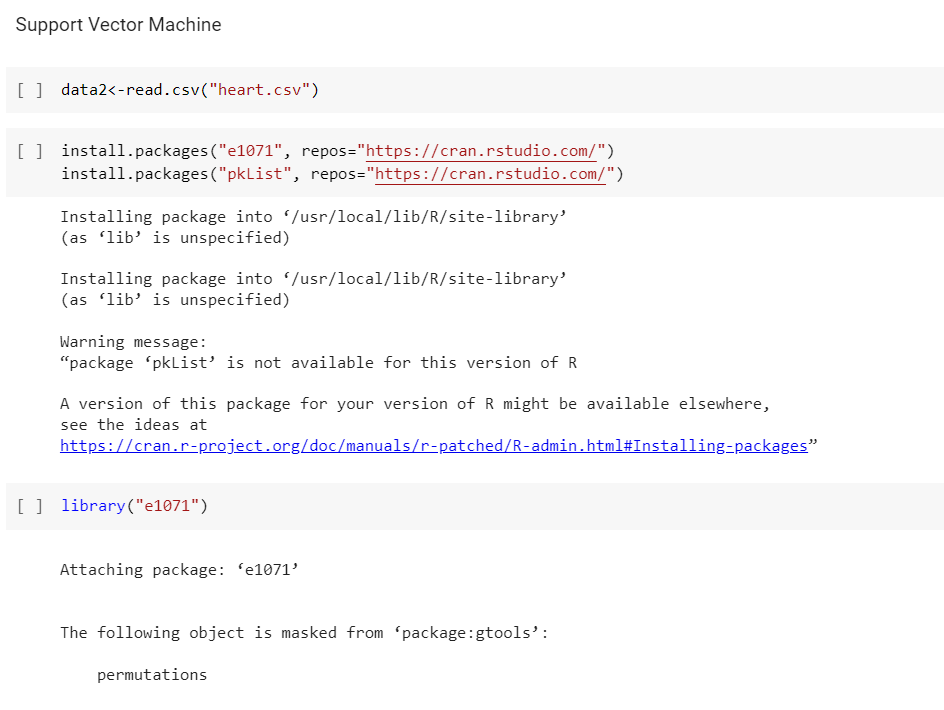 Support Vector Machine
[ ] data2<-read.csv("heart.csv")
[ ] install.packages("e1071", repos="https://cran.rstudio.com/")
install.packages("pkList", repos="https://cran.rstudio.com/")
Installing package into ‘/usr/local/lib/R/site-library’
(as ‘lib’ is unspecified)
Installing package into ‘/usr/local/lib/R/site-library’
(as ‘lib’ is unspecified)
Warning message:
“package ‘pkList’ is not available for this version of R
A version of this package for your version of R might be available elsewhere,
see the ideas at
https://cran.r-project.org/doc/manuals/r-patched/R-admin.html#Installing-packages”
[ ] library("e1071")
Attaching package: ‘e1071’
The following object is masked from ‘package:gtools’:
permutations